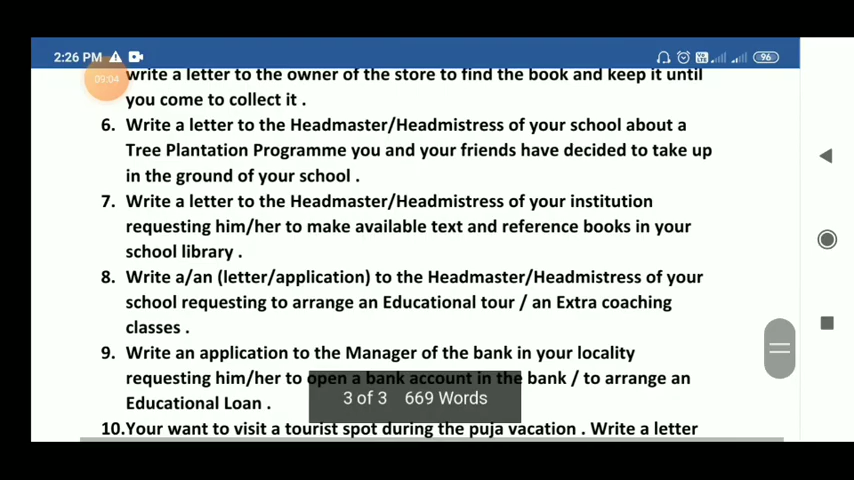 2:26 PM
96
09:04
write a letter to the owner of the store to find the book and keep it until
you come to collect it .
6. Write a letter to the Headmaster/Headmistress of your school about a
Tree Plantation Programme you and your friends have decided to take up
in the ground of your school .
7. Write a letter to the Headmaster/Headmistress of your institution
requesting him/her to make available text and reference books in your
school library .
8. Write a/an (letter/application) to the Headmaster/Headmistress of your
school requesting to arrange an Educational tour / an Extra coaching
classes .
9. Write an application to the Manager of the bank in your locality
requesting him/her to open a bank account in the bank / to arrange an
Educational Loan .
3 of 3 669 Words
10.Your want to visit a tourist spot during the puja vacation . Write a letter